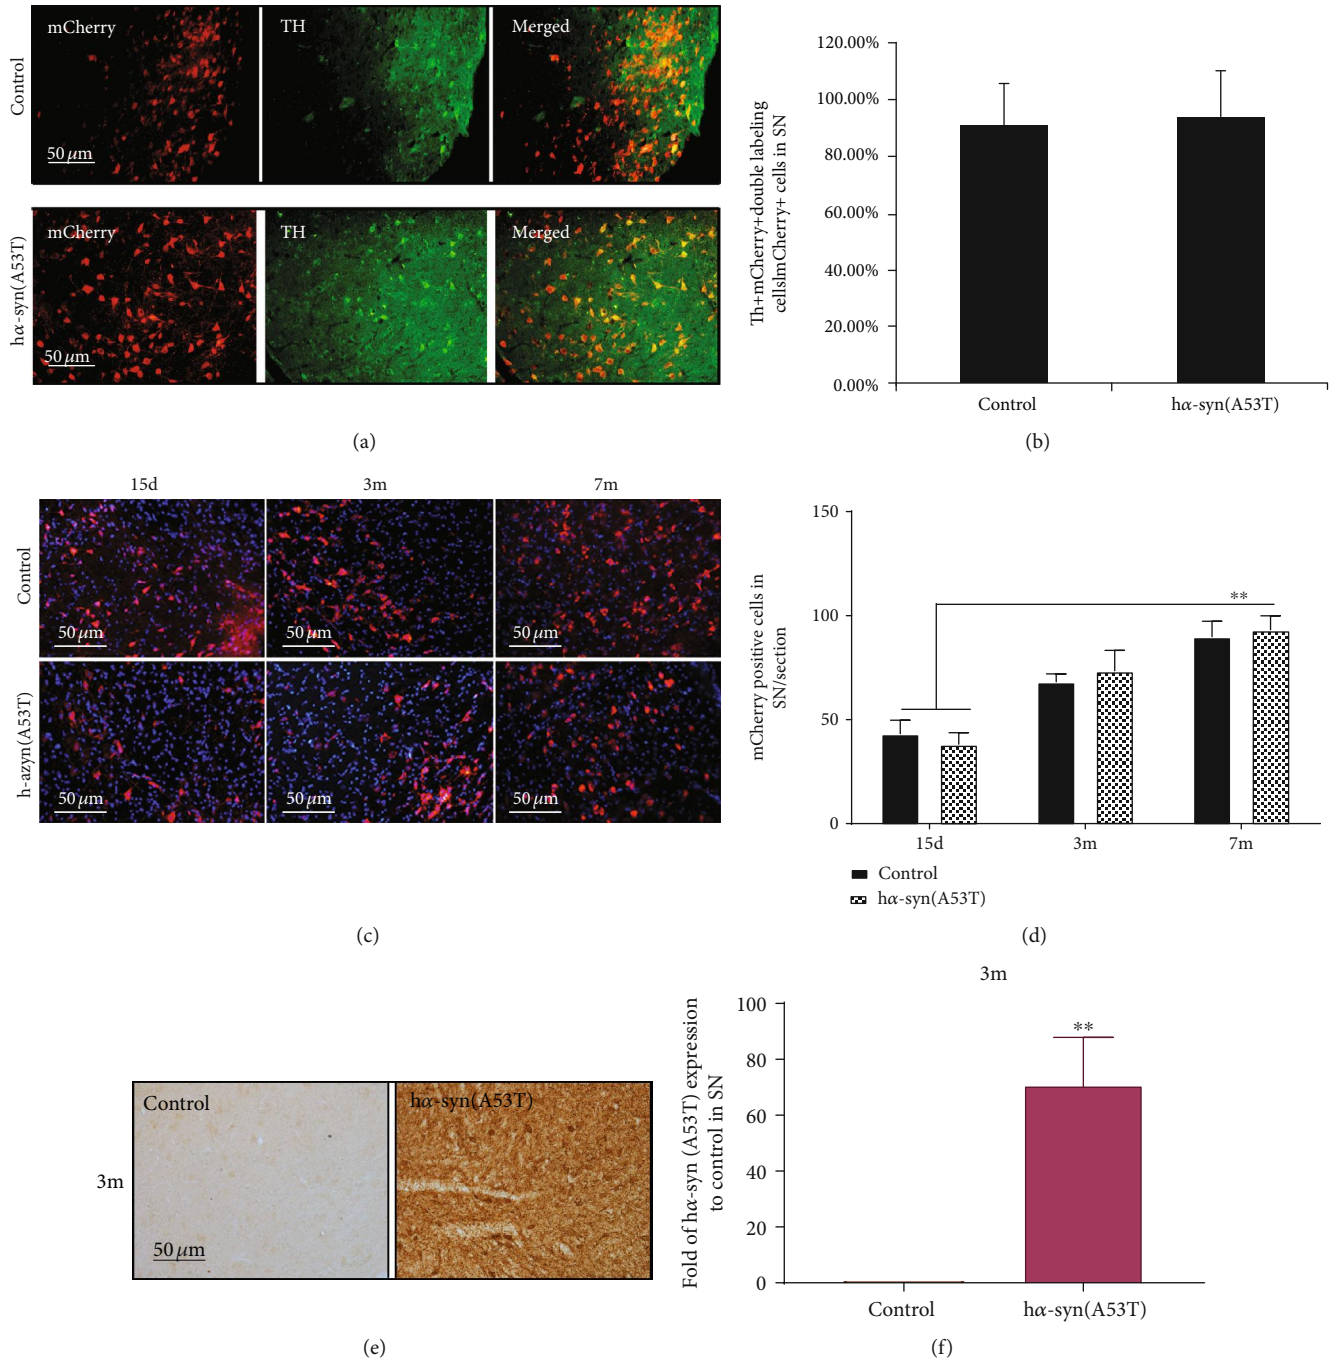 mCherry
TH
Merged
Control
50 μm
mCherry
TH
Merged
hα-syn(A53T)
50 μm
(a)
120.00%
100.00%
80.00%
60.00%
40.00%
20.00%
0.00%
Th+mCherry+double labeling
cells|mCherry+ cells in SN
Control
hα-syn(A53T)
(b)
15d
3m
7m
Control
50 μm
50 μm
50 μm
h-azyn(A53T)
50 μm
50 μm
50 μm
(c)
150
100
50
0
mCherry positive cells in
SN/section
**
15d
3m
7m
Control
hα-syn(A53T)
(d)
3m
Control
hα-syn(A53T)
50 μm
(e)
3m
100
80
60
40
20
0
Fold of hα-syn (A53T) expression
to control in SN
**
Control
hα-syn(A53T)
(f)